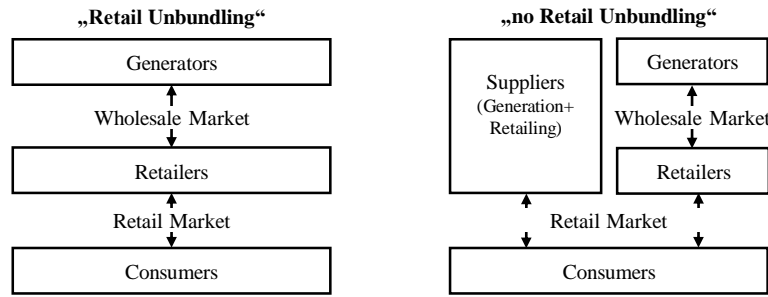 „Retail Unbundling“
Generators
Wholesale Market
Retailers
Retail Market
Consumers
„no Retail Unbundling“
Suppliers
(Generation+
Retailing)
Generators
Wholesale Market
Retailers
Retail Market
Consumers